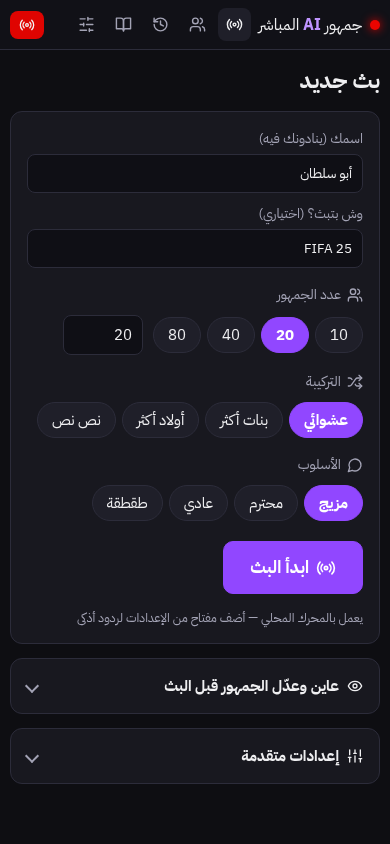 جمهور AI المباشر
بث جديد
اسمك (ينادونك فيه)
أبو سلطان
وش بتبث؟ (اختياري)
FIFA 25
عدد الجمهور
10 20 40 80 20
التركيبة
عشوائي بنات أكثر أولاد أكثر نص نص
الأسلوب
مزيج محترم عادي طقطقة
ابدأ البث
يعمل بالمحرك المحلي — أضف مفتاح من الإعدادات لردود أذكى
عاين وعدّل الجمهور قبل البث
إعدادات متقدمة